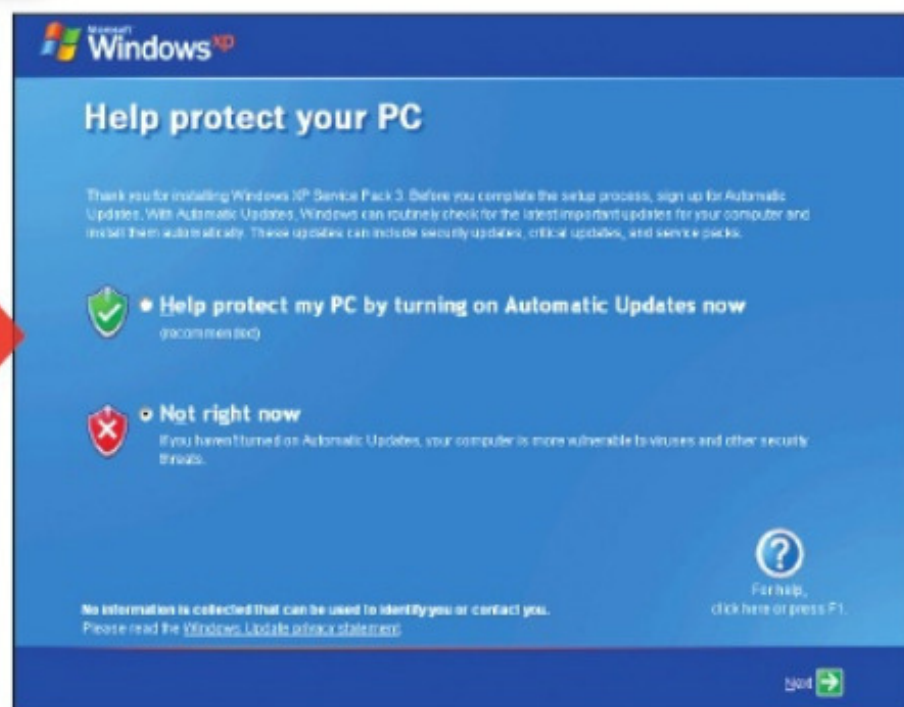 Microsoft
Windows xp
Help protect your PC
Thank you for installing Windows XP Service Pack 3. Before you complete the setup process, sign up for Automatic
Updates. With Automatic Updates, Windows can routinely check for the latest important updates for your computer and
install them automatically. These updates can include security updates, critical updates, and service packs.
Help protect my PC by turning on Automatic Updates now
(recommended)
Not right now
If you haven't turned on Automatic Updates, your computer is more vulnerable to viruses and other security
threats.
For help,
click here or press F1.
No information is collected that can be used to identify you or contact you.
Please read the Windows Update privacy statement
Next